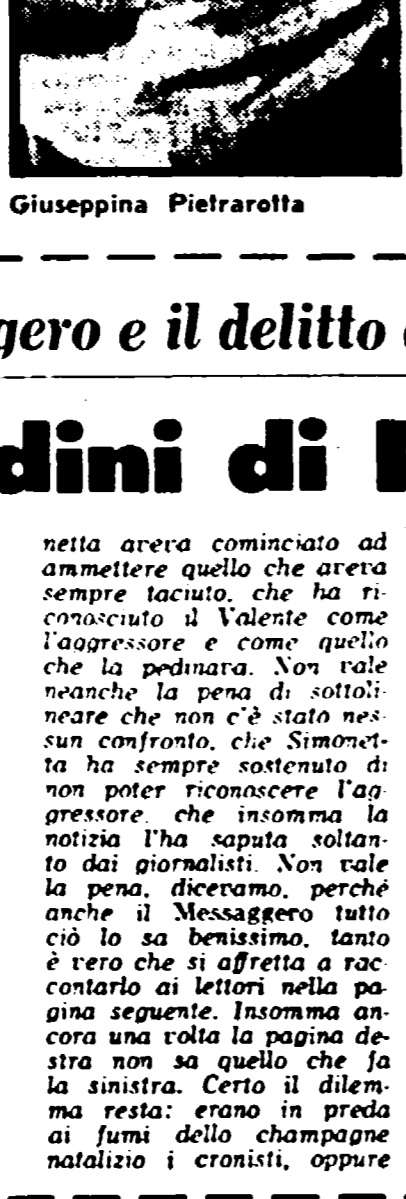 Giuseppina Pietrarotta
gero e il delitto
dini di
netta aveva cominciato ad
ammettere quello che aveva
sempre taciuto, che ha ri-
conosciuto il Valente come
l'aggressore e come quello
che la pedinava. Non vale
neanche la pena di sottoli-
neare che non c'è stato nes-
sun confronto, che Simonet-
ta ha sempre sostenuto di
non poter riconoscere l'ag-
gressore, che insomma la
notizia l'ha saputa soltan-
to dai giornalisti. Non vale
la pena, dicevamo, perché
anche il Messaggero tutto
ciò lo sa benissimo, tanto
è vero che si affretta a rac-
contarlo ai lettori nella pa-
gina seguente. Insomma an-
cora una volta la pagina de-
stra non sa quello che fa
la sinistra. Certo il dilem-
ma resta: erano in preda
ai fumi dello champagne
natalizio i cronisti, oppure